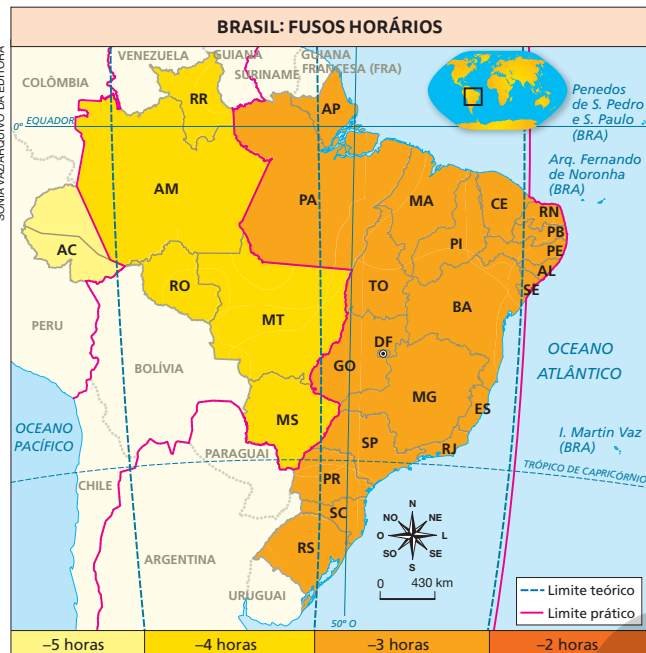 BRASIL: FUSOS HORÁRIOS
VENEZUELA
GUIANA
GUIANA
FRANCESA (FRA)
SURINAME
COLÔMBIA
RR
AP
Penedos
de S. Pedro
e S. Paulo
(BRA)
0° EQUADOR
Arq. Fernando
de Noronha
(BRA)
AM
PA
MA
CE
RN
PB
PE
AL
SE
PI
AC
RO
TO
BA
MT
PERU
DF
GO
BOLÍVIA
OCEANO
ATLÂNTICO
MG
MS
ES
OCEANO
PACÍFICO
SP
RJ
I. Martin Vaz
(BRA)
PARAGUAI
TRÓPICO DE CAPRICÓRNIO
CHILE
PR
SC
RS
N
NO
NE
O
L
SO
SE
S
ARGENTINA
0 430 km
URUGUAI
50° O
Limite teórico
Limite prático
–5 horas
–4 horas
–3 horas
–2 horas